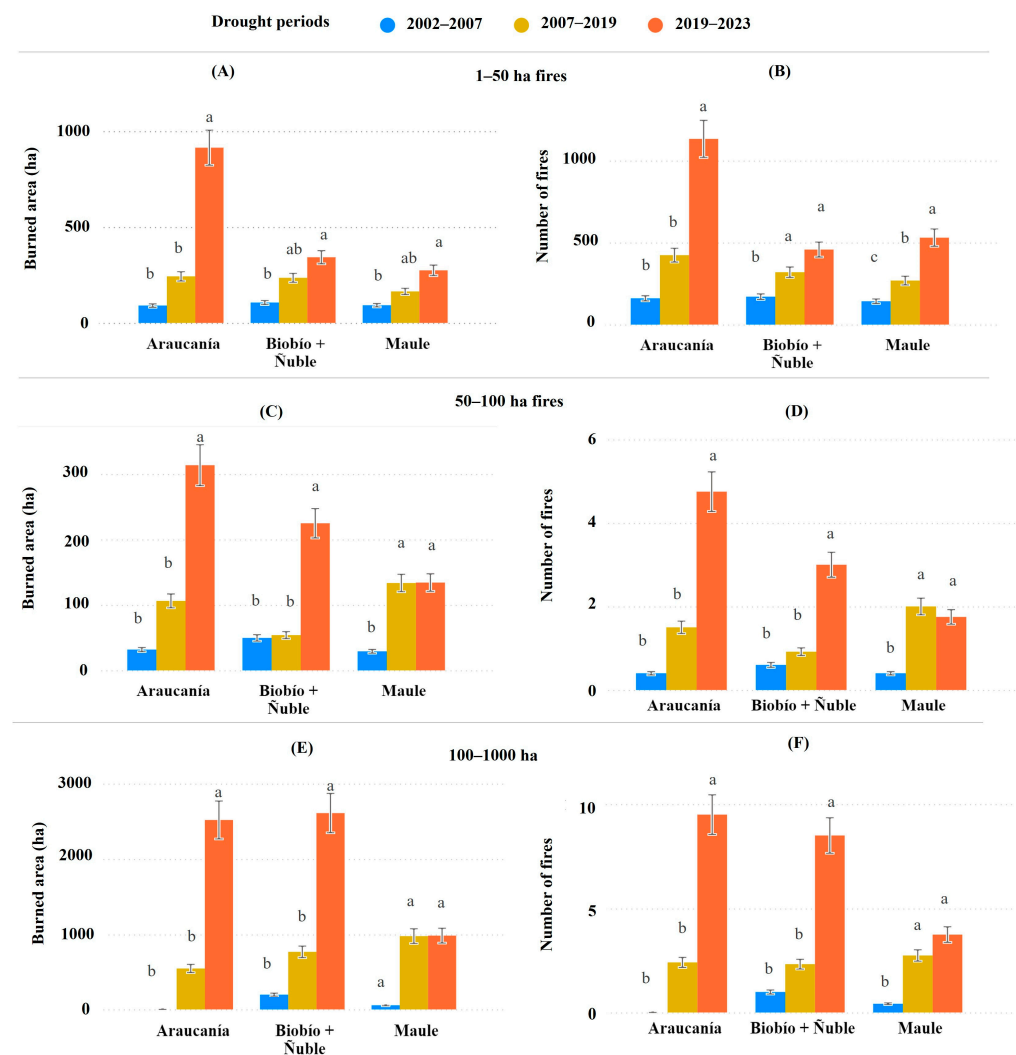 Drought periods 2002–2007 2007–2019 2019–2023
(A) 1–50 ha fires (B)
Burned area (ha)
1000
500
0
b b a
b ab a
b ab a
Araucanía Biobío + Ñuble Maule
Number of fires
1000
500
0
b b a
b a a
c b a
Araucanía Biobío + Ñuble Maule
50–100 ha fires
(C) (D)
Burned area (ha)
300
200
100
0
b b a
b b a
b a a
Araucanía Biobío + Ñuble Maule
Number of fires
6
4
2
0
b b a
b b a
b a a
Araucanía Biobío + Ñuble Maule
(E) 100–1000 ha (F)
Burned area (ha)
3000
2000
1000
0
b b a
b b a
a a a
Araucanía Biobío + Ñuble Maule
Number of fires
10
5
0
b b a
b b a
b a a
Araucanía Biobío + Ñuble Maule